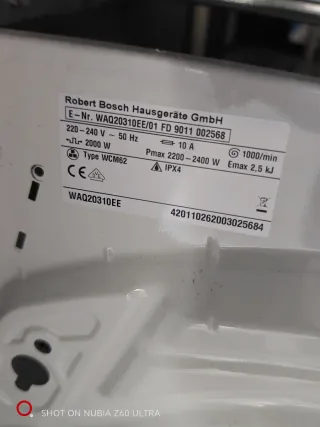 Robert Bosch Hausgeräte GmbH
E-Nr. WAQ20310EE/01 FD 9011 002568
220-240 V ~ 50 Hz 10 A 1000/min
2000 W Pmax 2200-2400 W Emax 2,5 kJ
Type WCM62 IPX4
CE
WAQ20310EE 420110262003025684
SHOT ON NUBIA Z60 ULTRA